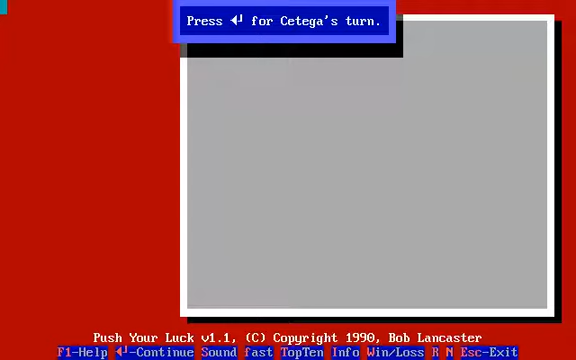 Press ↵ for Cetega's turn.
Push Your Luck v1.1, (C) Copyright 1990, Bob Lancaster
F1-Help ↵-Continue Sound fast TopTen Info Win/Loss R N Esc-Exit